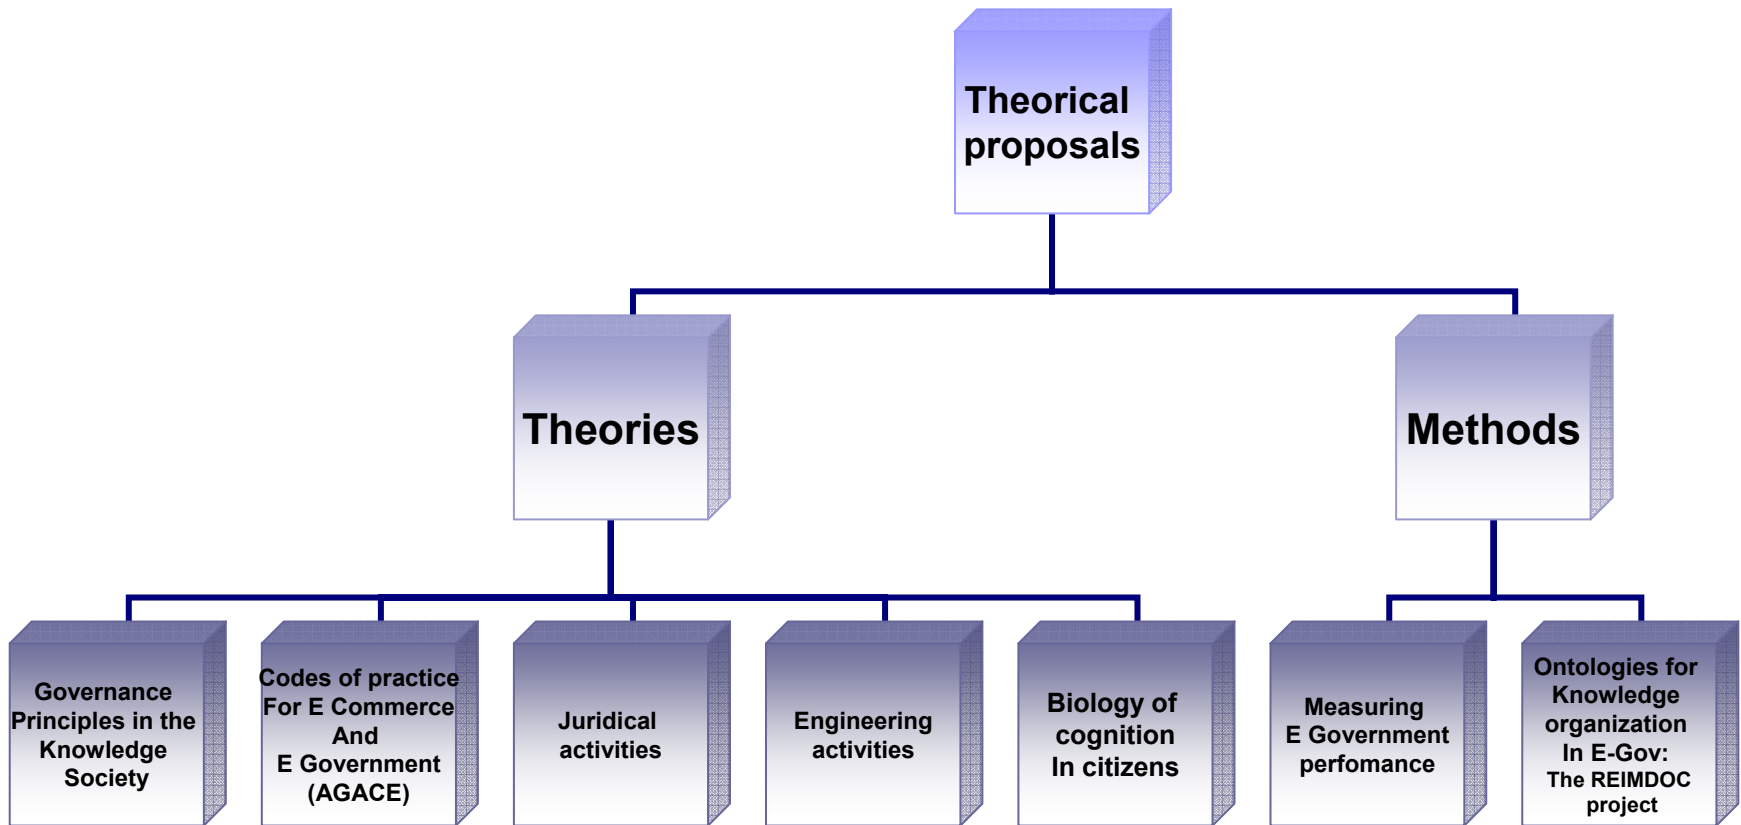 Theorical
proposals
Theories
Methods
Governance
Principles in the
Knowledge
Society
Codes of practice
For E Commerce
And
E Government
(AGACE)
Juridical
activities
Engineering
activities
Biology of
cognition
In citizens
Measuring
E Government
perfomance
Ontologies for
Knowledge
organization
In E-Gov:
The REIMDOC
project